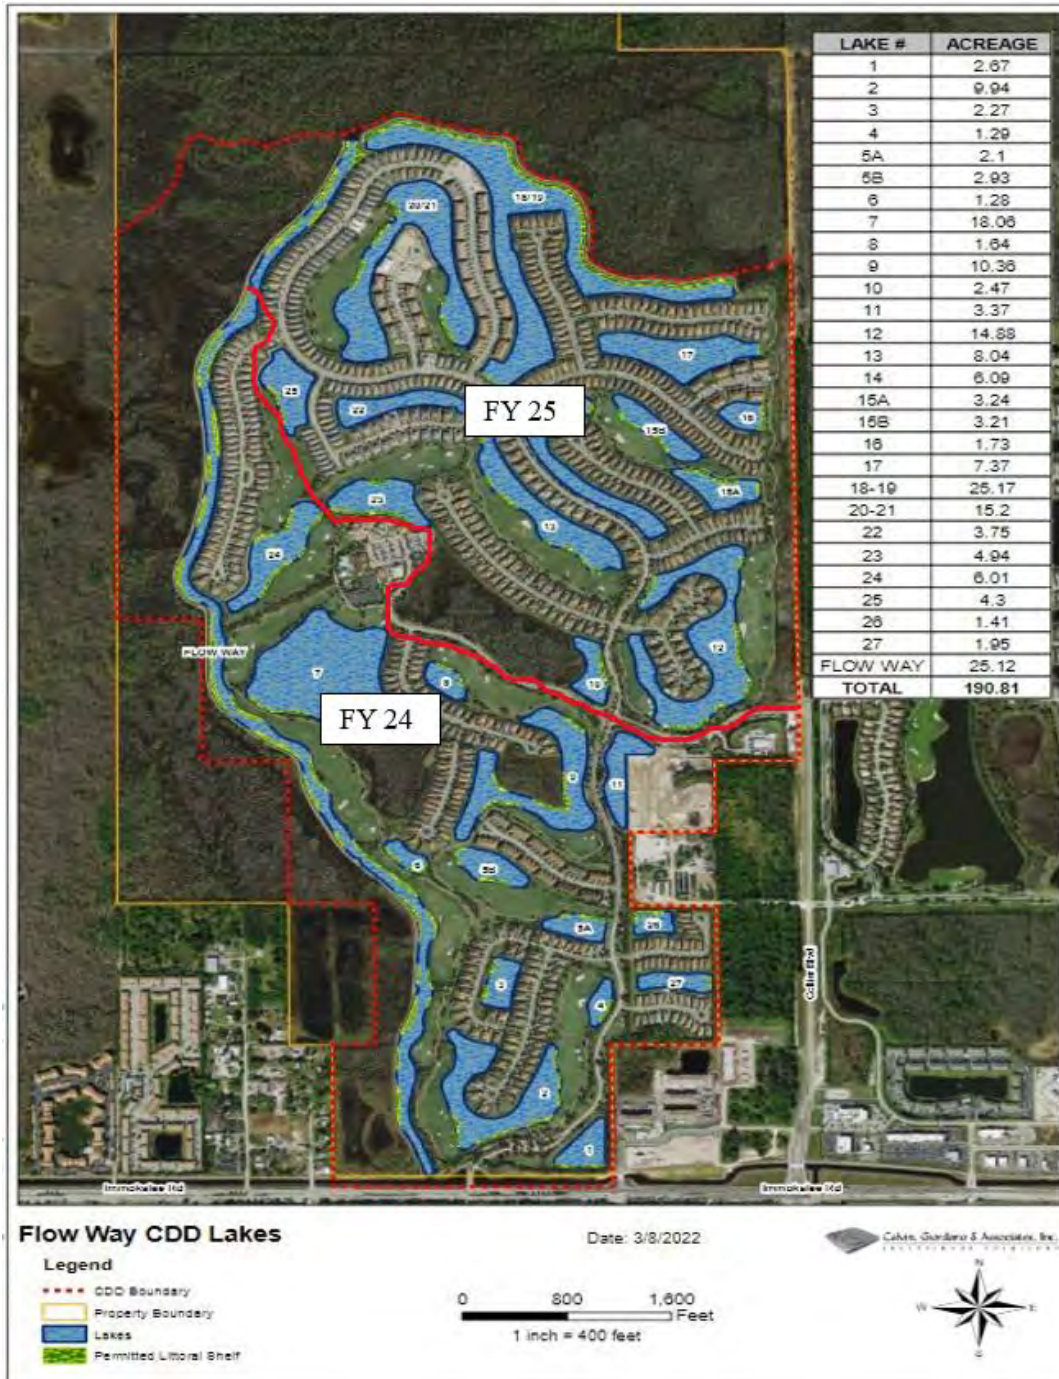 LAKE # ACREAGE
1 2.67
2 9.94
3 2.27
4 1.29
5A 2.1
5B 2.93
6 1.28
7 18.06
8 1.64
9 10.36
10 2.47
11 3.37
12 14.88
13 8.04
14 6.09
15A 3.24
15B 3.21
16 1.73
17 7.37
18-19 25.17
20-21 15.2
22 3.75
23 4.94
24 6.01
25 4.3
26 1.41
27 1.95
FLOW WAY 25.12
TOTAL 190.81
20/21
18/19
17
25
22
FY 25
16
15B
15A
23
13
24
12
FLOW WAY
7
8
10
FY 24
9
11
6
5B
5A
26
3
27
4
2
1
Collier Blvd
Immokalee Rd
Immokalee Rd
Flow Way CDD Lakes
Date: 3/8/2022
Calvin, Giordano & Associates, Inc.
Legend
CDD Boundary
Property Boundary
Lakes
Permitted Littoral Shelf
0 800 1,600
Feet
1 inch = 400 feet
N
W E
S